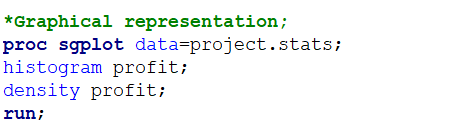 *Graphical representation;
proc sgplot data=project.stats;
histogram profit;
density profit;
run;